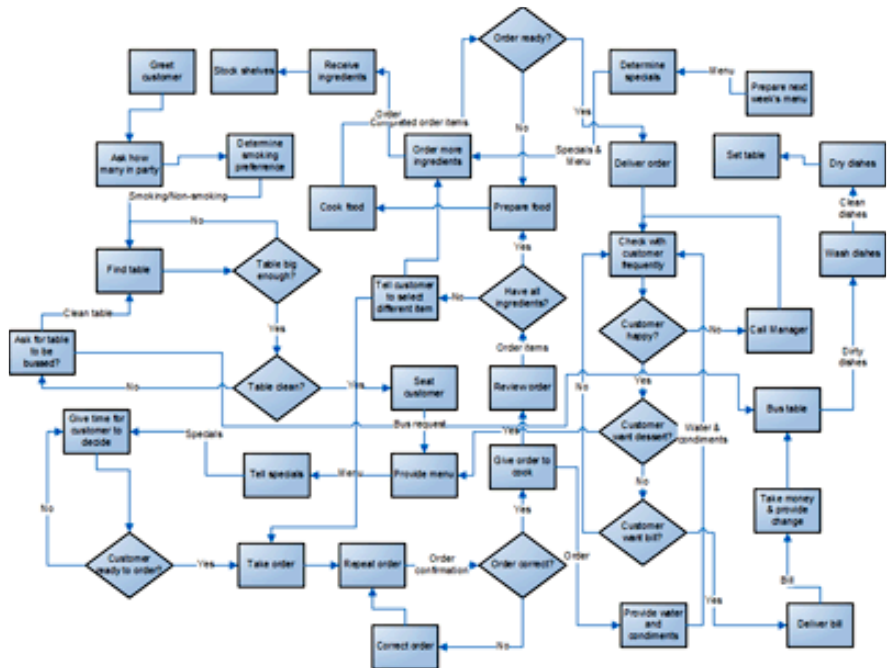 Order ready?
Greet
customer
Stock shelves
Receive
ingredients
Determine
specials
Menu
Prepare next
week's menu
Order
Completed order items
Yes
No
Ask how
many in party
Determine
smoking
preference
Order more
ingredients
Specials &
Menu
Deliver order
Set table
Dry dishes
Smoking/Non-smoking
Cook food
Prepare food
Clean
dishes
No
Yes
Find table
Table big
enough?
Check with
customer
frequently
Wash dishes
Tell customer
to select
different item
No
Have all
ingredients?
Clean table
Ask for table
to be
bussed?
Yes
Order items
Customer
happy?
No
Call Manager
Dirty
dishes
No
Table clean?
Yes
Seat
customer
Review order
No
Yes
Give time for
customer to
decide
Specials
Bus request
Yes
Customer
want dessert?
Water &
condiments
Bus table
Tell specials
Menu
Provide menu
Give order to
cook
No
No
Yes
Customer
want bill?
Take money
& provide
change
Customer
ready to order?
Yes
Take order
Repeat order
Order
confirmation
Order correct?
Order
Bill
Correct order
No
Provide water
and
condiments
Yes
Deliver bill